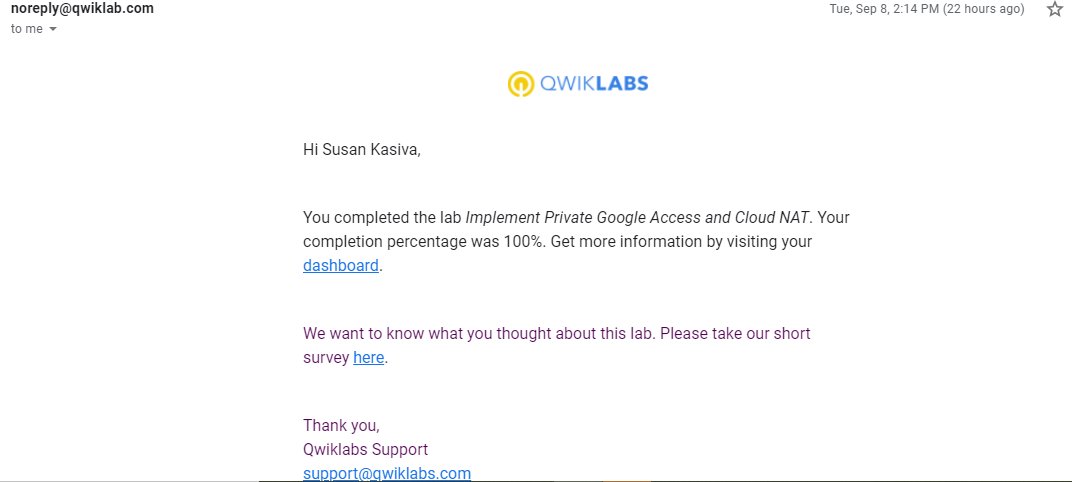 noreply@qwiklab.com
Tue, Sep 8, 2:14 PM (22 hours ago)
to me
QWIKLABS
Hi Susan Kasiva,
You completed the lab Implement Private Google Access and Cloud NAT. Your
completion percentage was 100%. Get more information by visiting your
dashboard.
We want to know what you thought about this lab. Please take our short
survey here.
Thank you,
Qwiklabs Support
support@qwiklabs.com